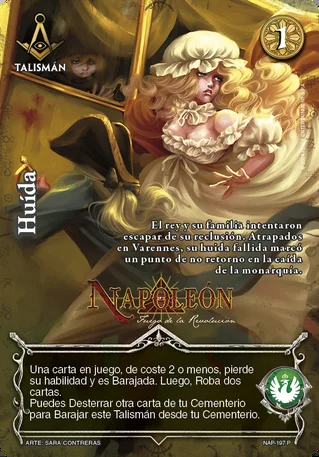 TALISMÁN
1
Huída
El rey y su familia intentaron
escapar de su reclusión. Atrapados
en Varennes, su huída fallida marcó
un punto de no retorno en la caída
de la monarquía.
NAPOLEÓN
Fuego de la Revolución
Una carta en juego, de coste 2 o menos, pierde
su habilidad y es Barajada. Luego, Roba dos
cartas.
Puedes Desterrar otra carta de tu Cementerio
para Barajar este Talismán desde tu Cementerio.
ARTE: SARA CONTRERAS
NAP-197 P